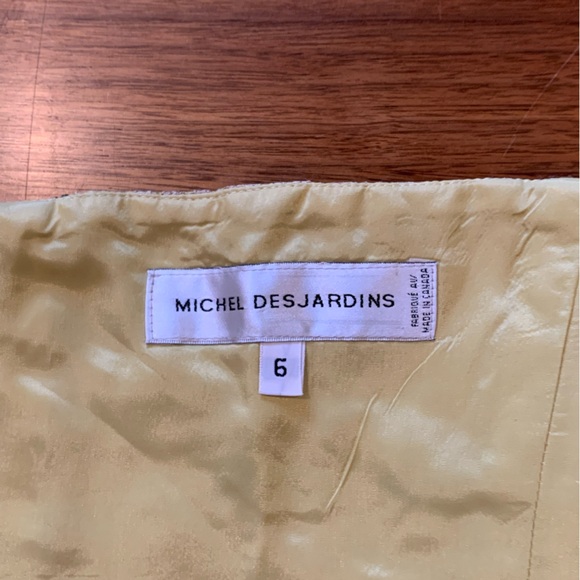 MICHEL DESJARDINS
FABRIQUÉ AU/
MADE IN CANADA
6